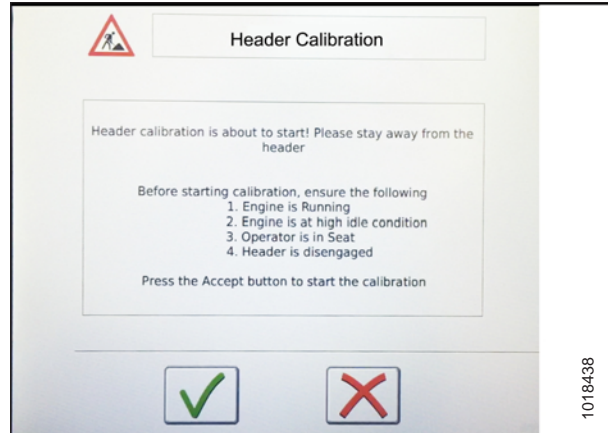 Header Calibration
Header calibration is about to start! Please stay away from the
header
Before starting calibration, ensure the following
1. Engine is Running
2. Engine is at high idle condition
3. Operator is in Seat
4. Header is disengaged
Press the Accept button to start the calibration
1018438